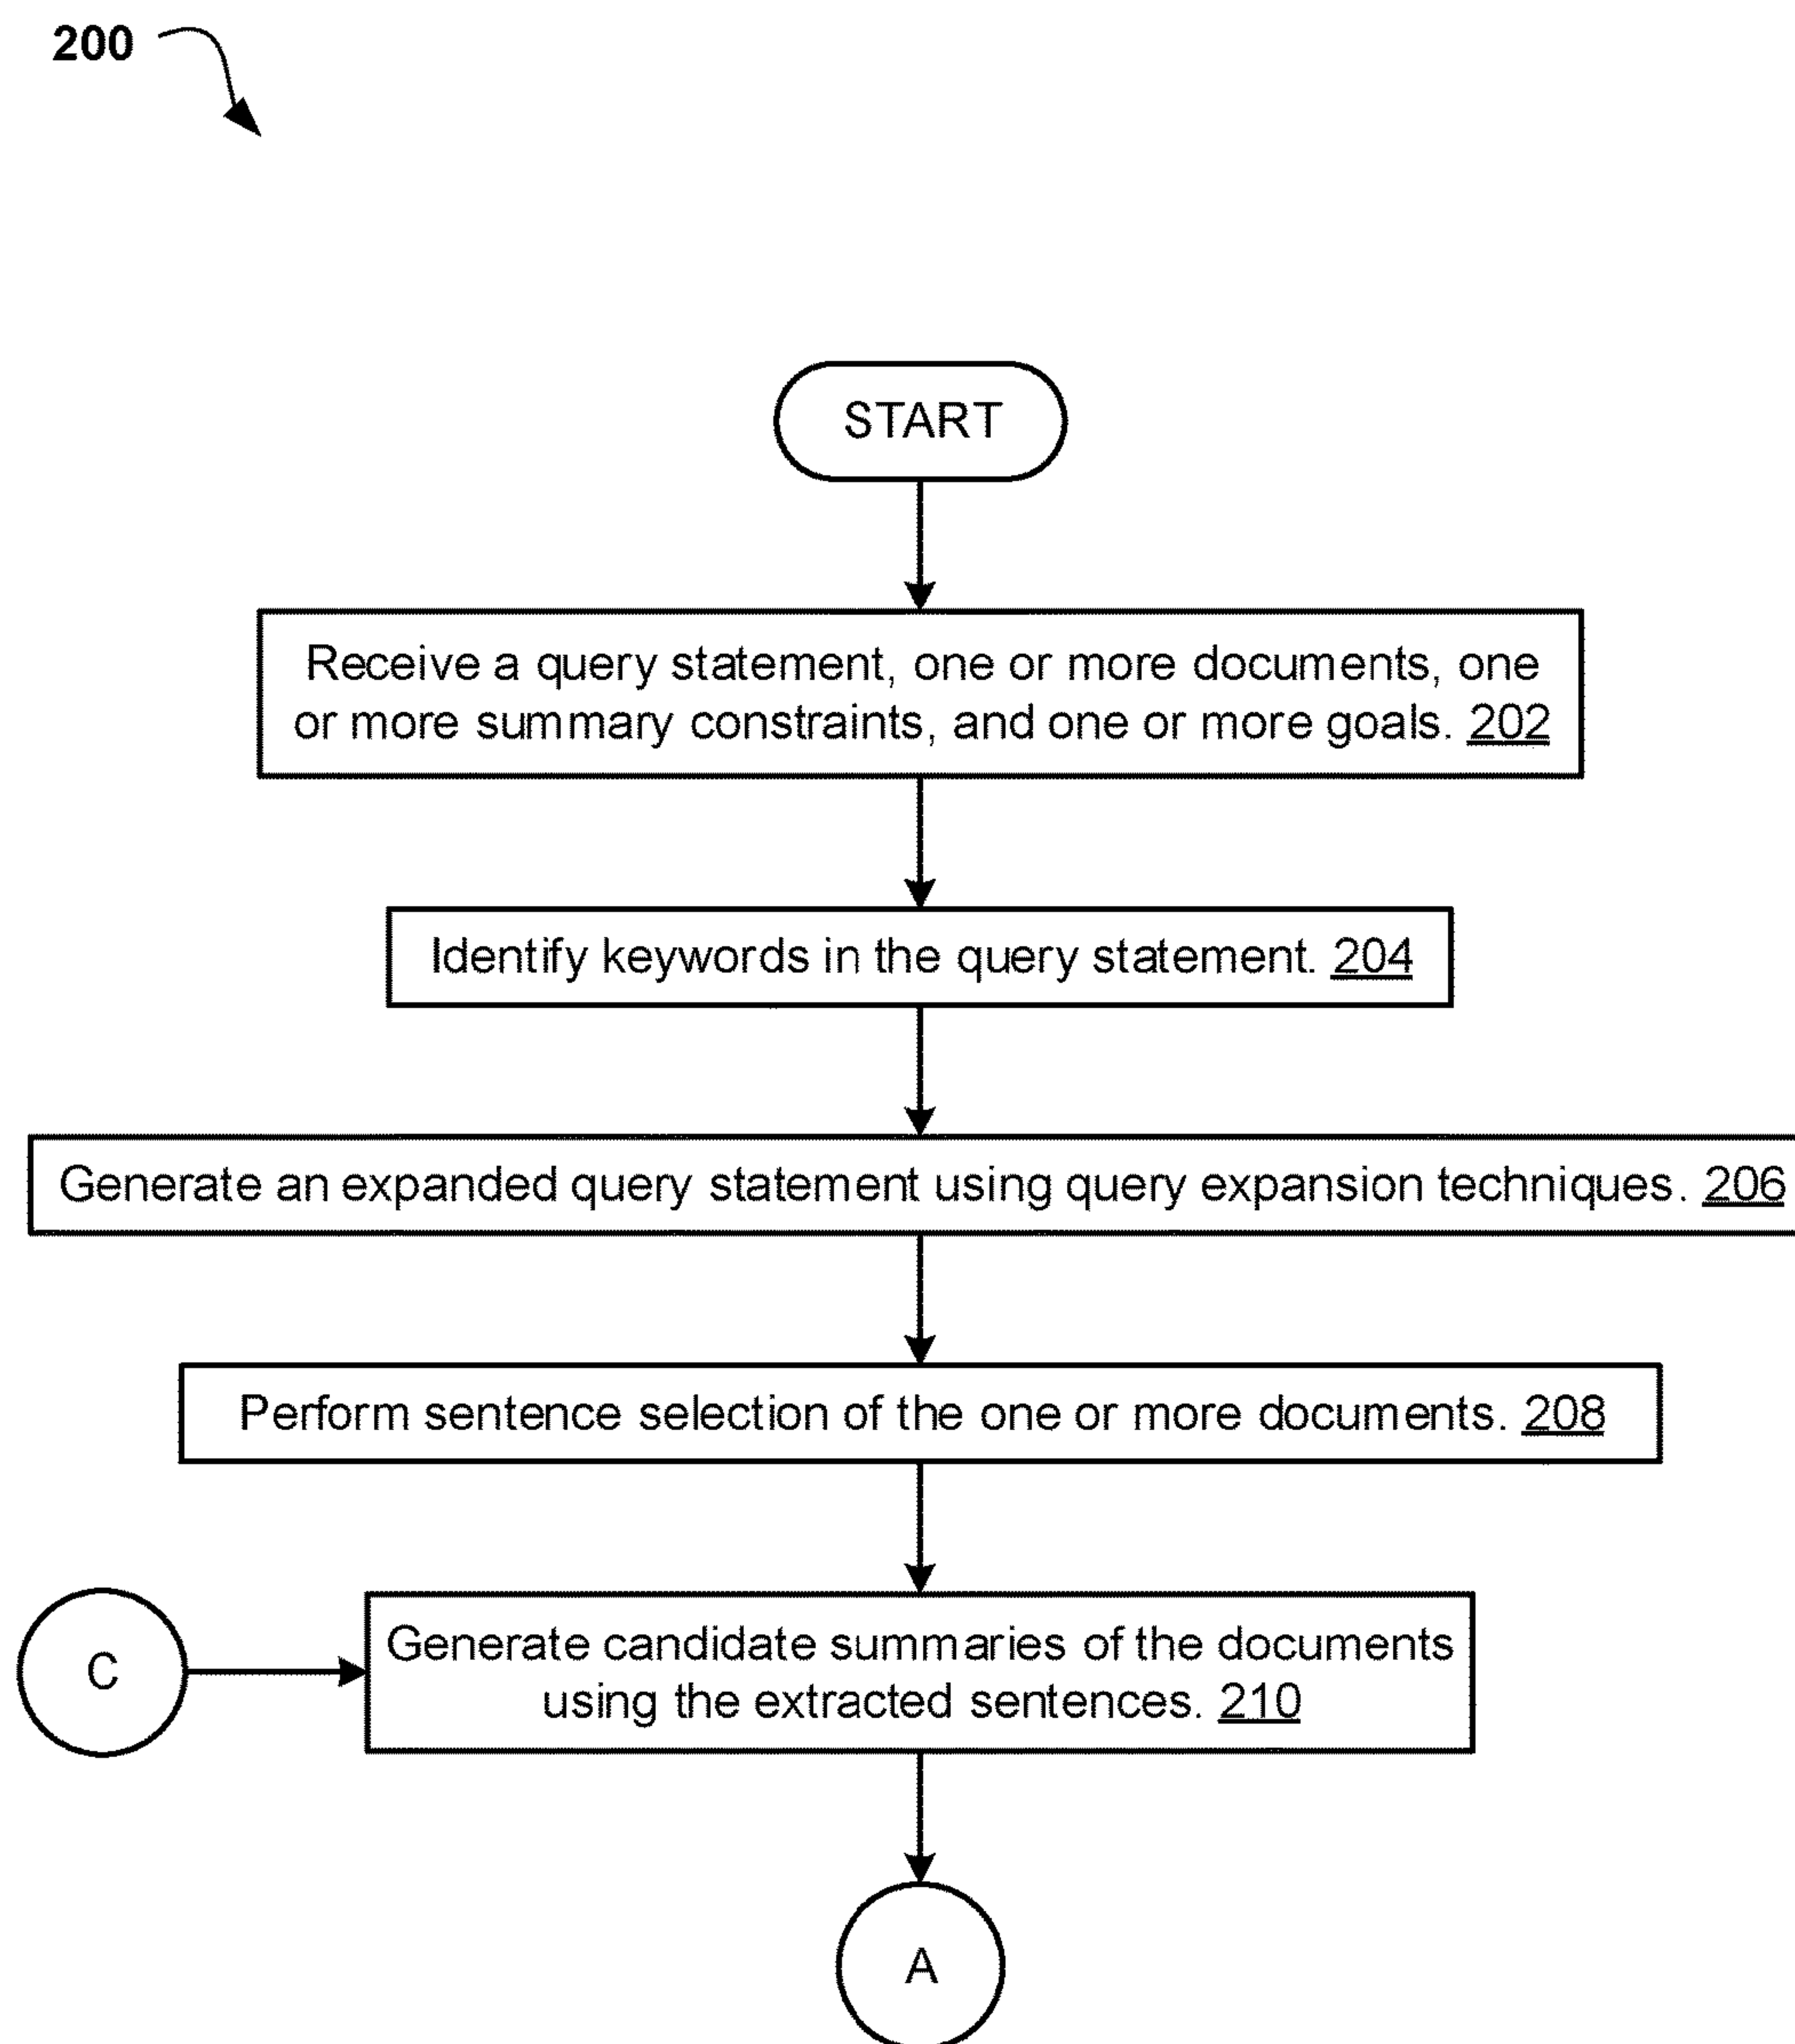 200
START
Receive a query statement, one or more documents, one
or more summary constraints, and one or more goals. 202
Identify keywords in the query statement. 204
Generate an expanded query statement using query expansion techniques. 206
Perform sentence selection of the one or more documents. 208
C
Generate candidate summaries of the documents
using the extracted sentences. 210
A